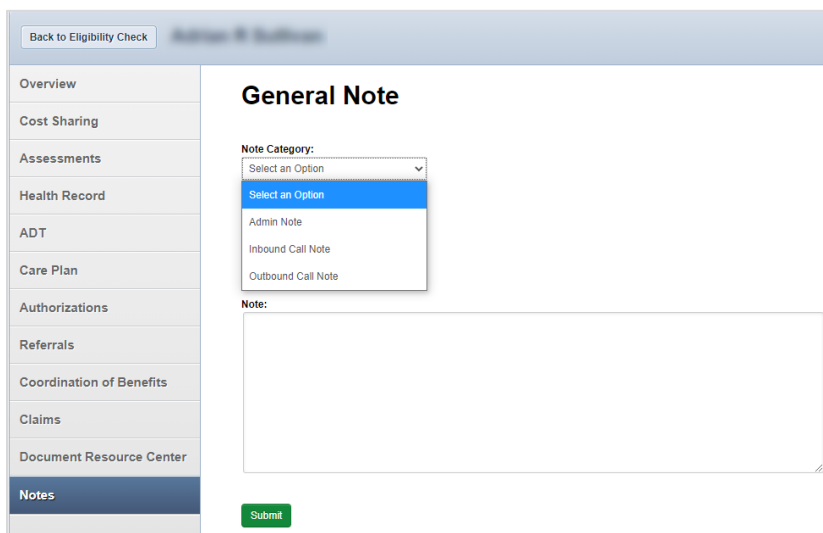 Back to Eligibility Check
Overview
Cost Sharing
Assessments
Health Record
ADT
Care Plan
Authorizations
Referrals
Coordination of Benefits
Claims
Document Resource Center
Notes
General Note
Note Category:
Select an Option
Select an Option
Admin Note
Inbound Call Note
Outbound Call Note
Note:
Submit